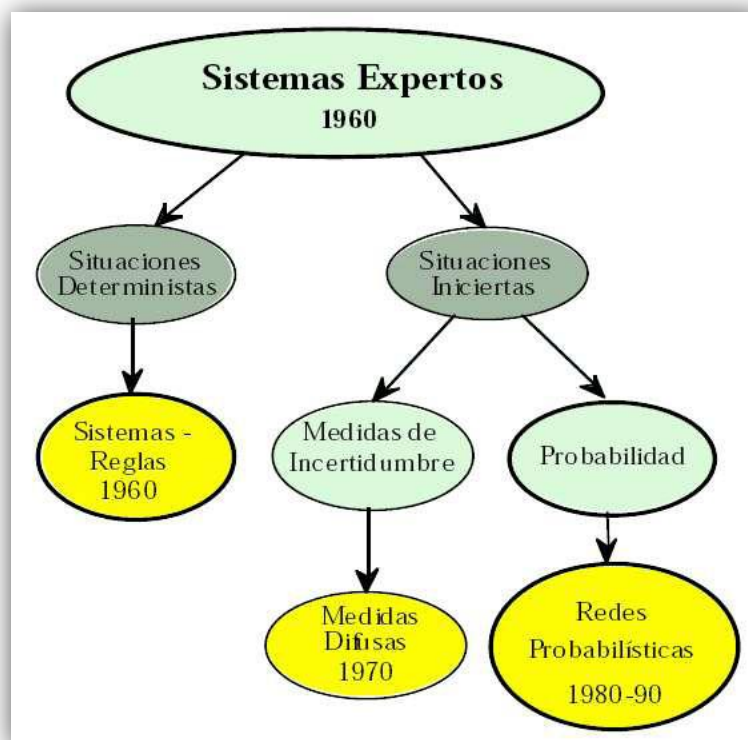 Sistemas Expertos
1960
Situaciones
Deterministas
Situaciones
Iniciertas
Sistemas -
Reglas
1960
Medidas de
Incertidumbre
Probabilidad
Medidas
Difusas
1970
Redes
Probabilísticas
1980-90